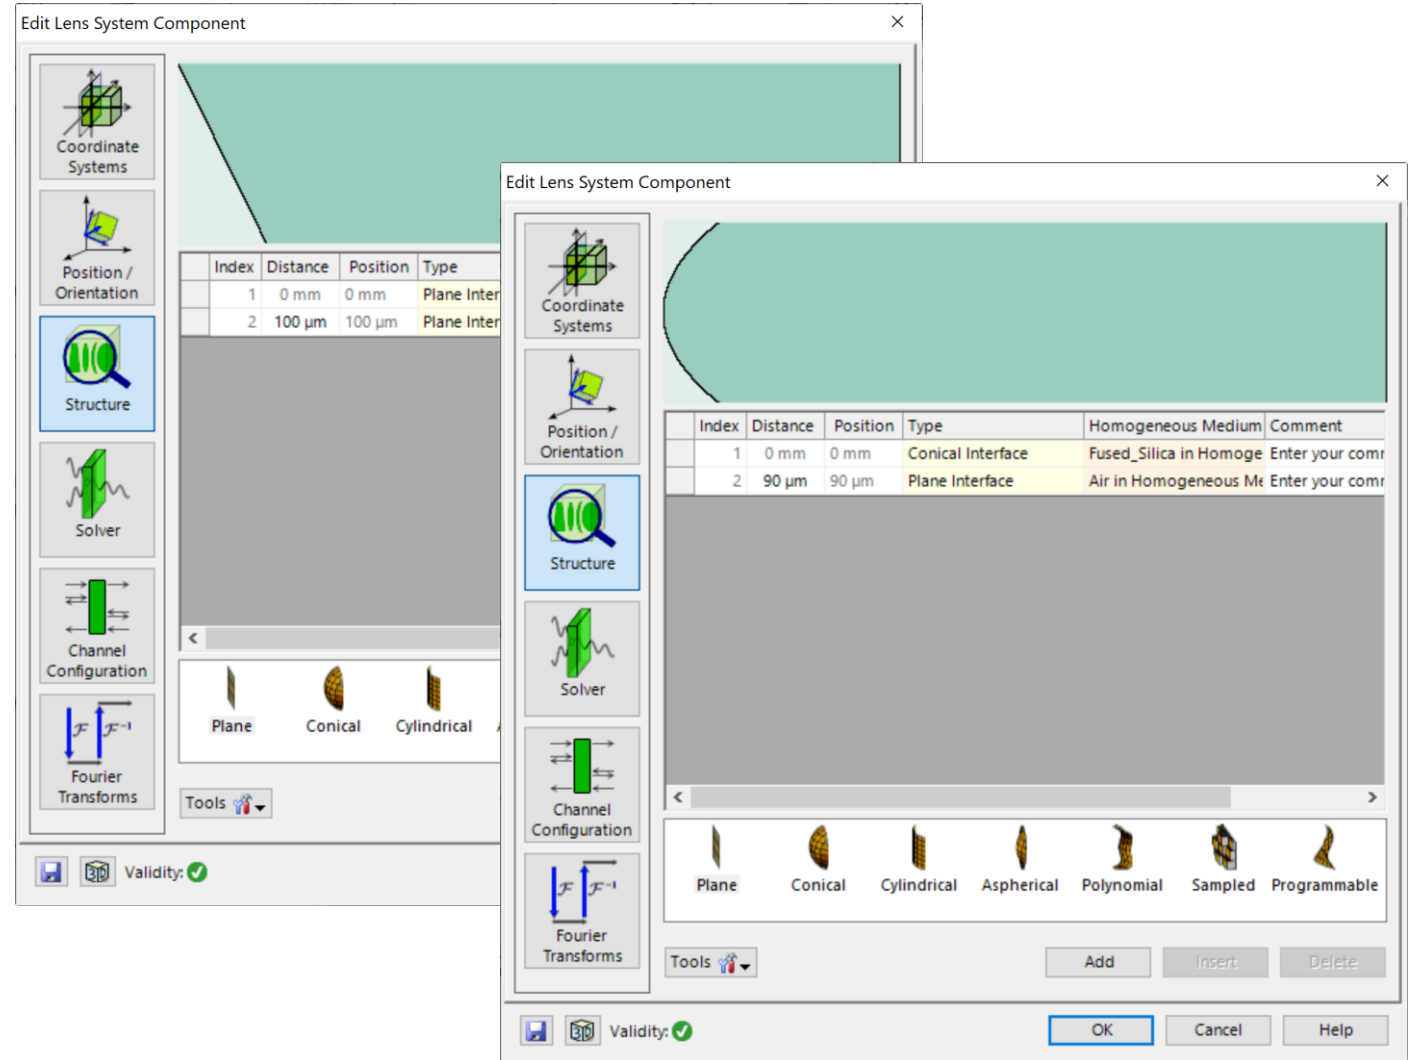 Edit Lens System Component
Coordinate
Systems
Position /
Orientation
Structure
Solver
Channel
Configuration
Fourier
Transforms
Index Distance Position Type
1 0 mm 0 mm Plane Inter
2 100 µm 100 µm Plane Inter
Plane Conical Cylindrical
Tools
Validity:
Edit Lens System Component
Coordinate
Systems
Position /
Orientation
Structure
Solver
Channel
Configuration
Fourier
Transforms
Index Distance Position Type Homogeneous Medium Comment
1 0 mm 0 mm Conical Interface Fused_Silica in Homoge Enter your comr
2 90 µm 90 µm Plane Interface Air in Homogeneous Me Enter your comr
Plane Conical Cylindrical Aspherical Polynomial Sampled Programmable
Tools Add Insert Delete
Validity: OK Cancel Help